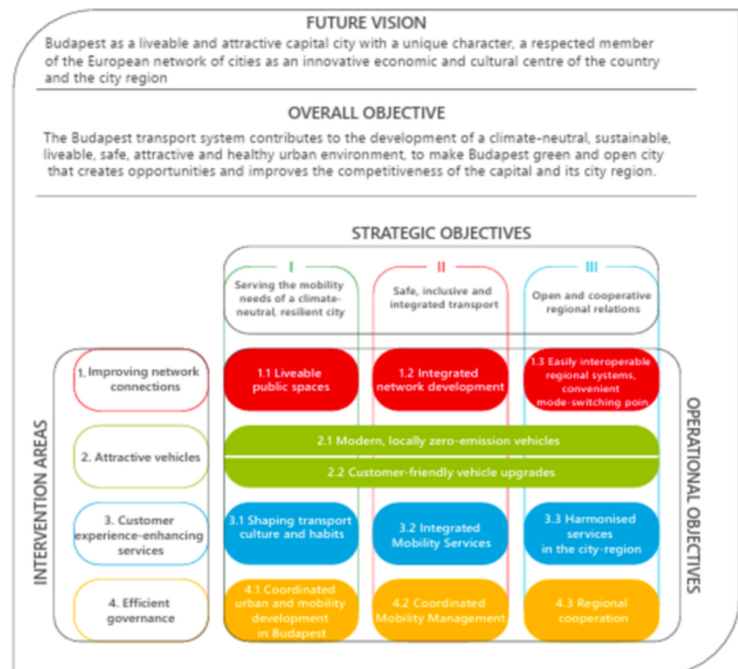 FUTURE VISION
Budapest as a liveable and attractive capital city with a unique character, a respected member
of the European network of cities as an innovative economic and cultural centre of the country
and the city region
OVERALL OBJECTIVE
The Budapest transport system contributes to the development of a climate-neutral, sustainable,
liveable, safe, attractive and healthy urban environment, to make Budapest green and open city
that creates opportunities and improves the competitiveness of the capital and its city region.
STRATEGIC OBJECTIVES
I
Serving the mobility
needs of a climate-
neutral, resilient city
II
Safe, inclusive and
integrated transport
III
Open and cooperative
regional relations
INTERVENTION AREAS
1. Improving network
connections
1.1 Liveable
public spaces
1.2 Integrated
network development
1.3 Easily interoperable
regional systems,
convenient
mode-switching poin
2. Attractive vehicles
2.1 Modern, locally zero-emission vehicles
2.2 Customer-friendly vehicle upgrades
3. Customer
experience-enhancing
services
3.1 Shaping transport
culture and habits
3.2 Integrated
Mobility Services
3.3 Harmonised
services
in the city-region
4. Efficient
governance
4.1 Coordinated
urban and mobility
development
in Budapest
4.2 Coordinated
Mobility Management
4.3 Regional
cooperation
OPERATIONAL OBJECTIVES